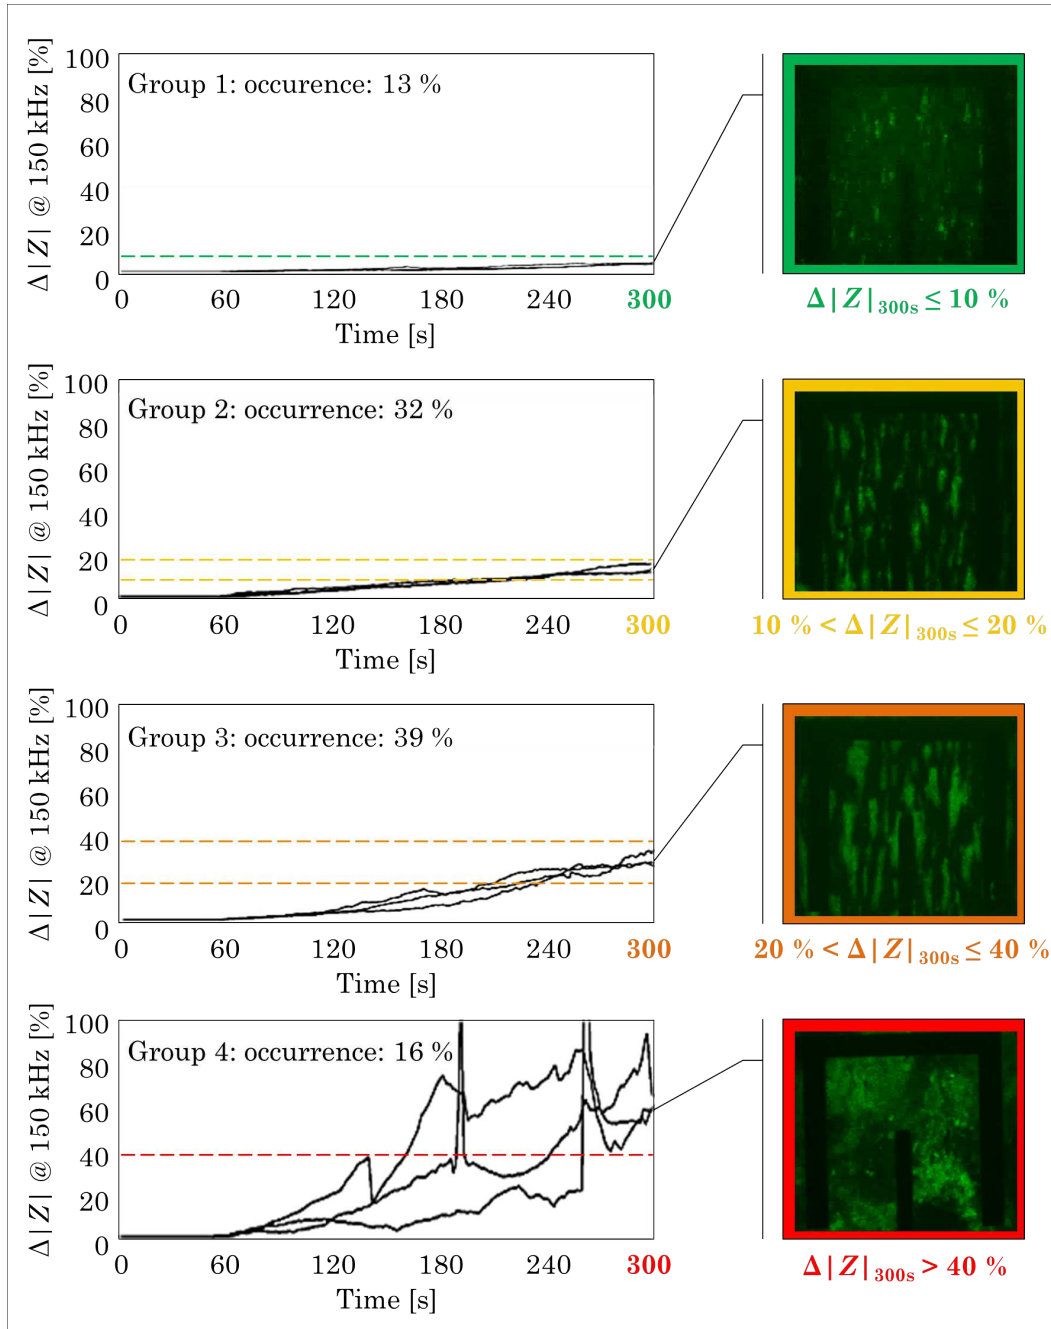 Δ|Z| @ 150 kHz [%]
100
80
60
40
20
0
Group 1: occurence: 13 %
0 60 120 180 240 300
Time [s]
Δ|Z|300s ≤ 10 %
Δ|Z| @ 150 kHz [%]
100
80
60
40
20
0
Group 2: occurrence: 32 %
0 60 120 180 240 300
Time [s]
10 % < Δ|Z|300s ≤ 20 %
Δ|Z| @ 150 kHz [%]
100
80
60
40
20
0
Group 3: occurrence: 39 %
0 60 120 180 240 300
Time [s]
20 % < Δ|Z|300s ≤ 40 %
Δ|Z| @ 150 kHz [%]
100
80
60
40
20
0
Group 4: occurrence: 16 %
0 60 120 180 240 300
Time [s]
Δ|Z|300s > 40 %